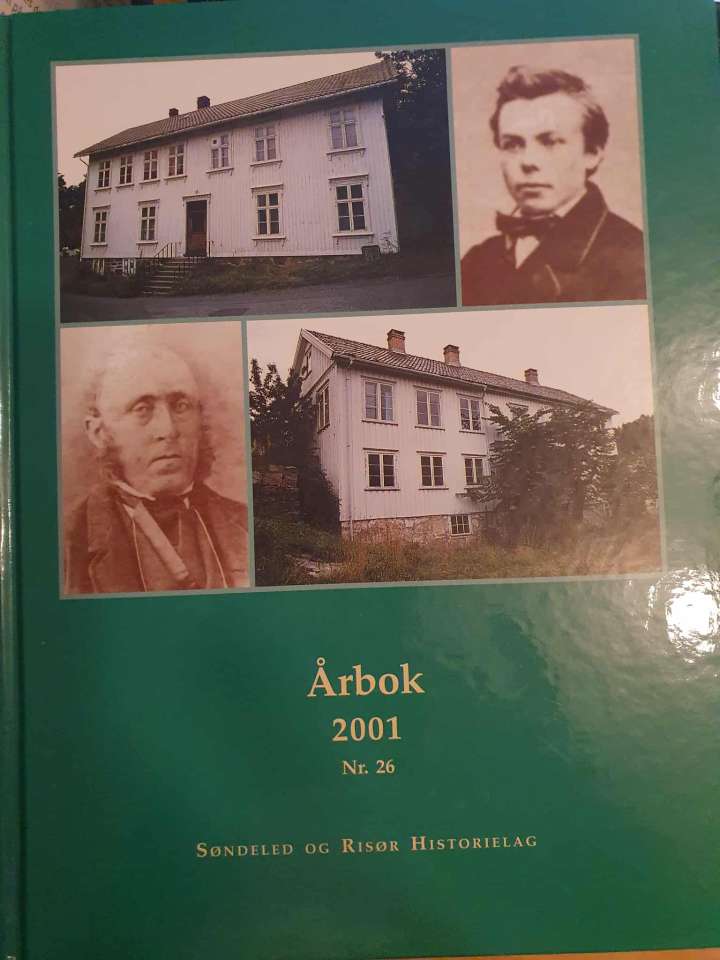 Årbok
2001
Nr. 26
Søndeled og Risør Historielag